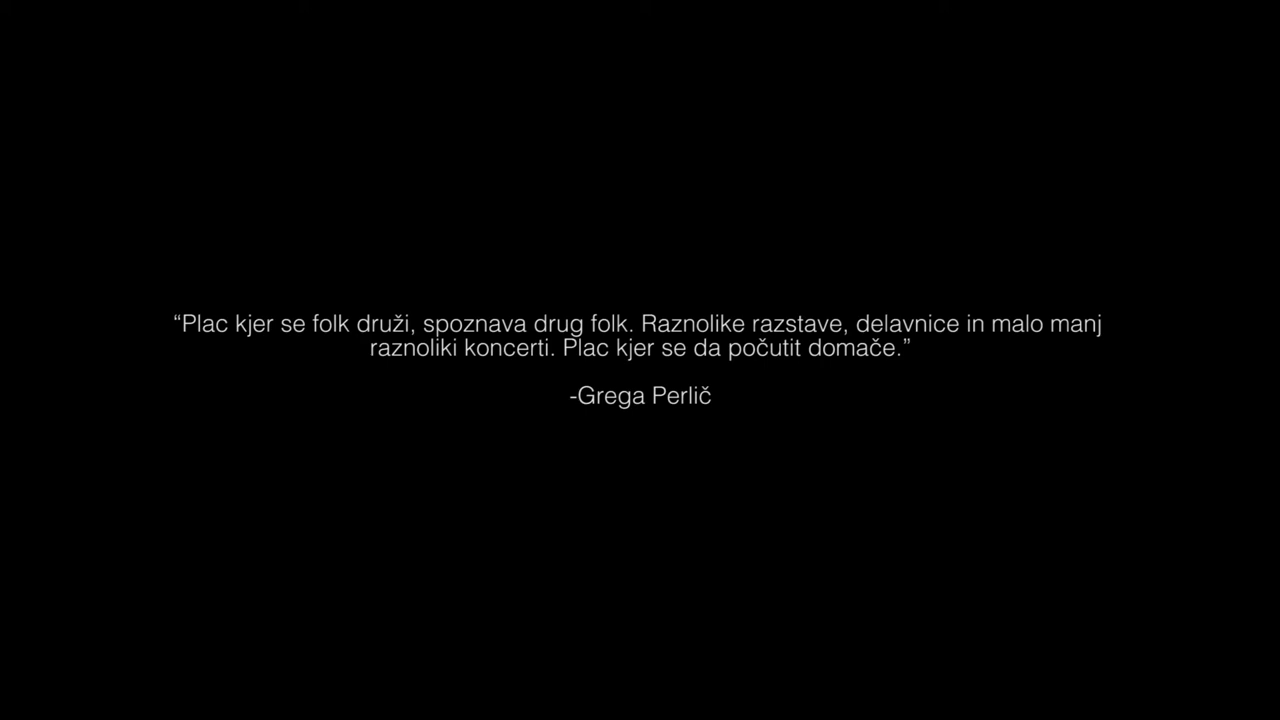 “Plac kjer se folk druži, spoznava drug folk. Raznolike razstave, delavnice in malo manj
raznoliki koncerti. Plac kjer se da počutit domače.”
-Grega Perlič